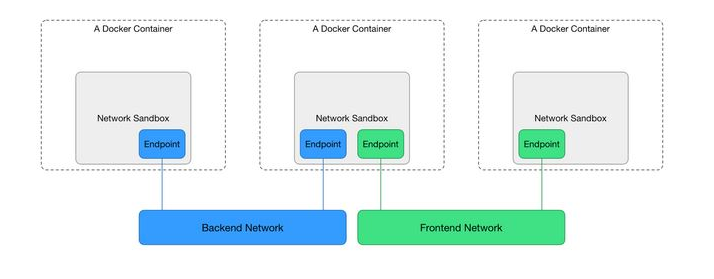 A Docker Container
A Docker Container
A Docker Container
Network Sandbox
Network Sandbox
Network Sandbox
Endpoint
Endpoint
Endpoint
Endpoint
Backend Network
Frontend Network